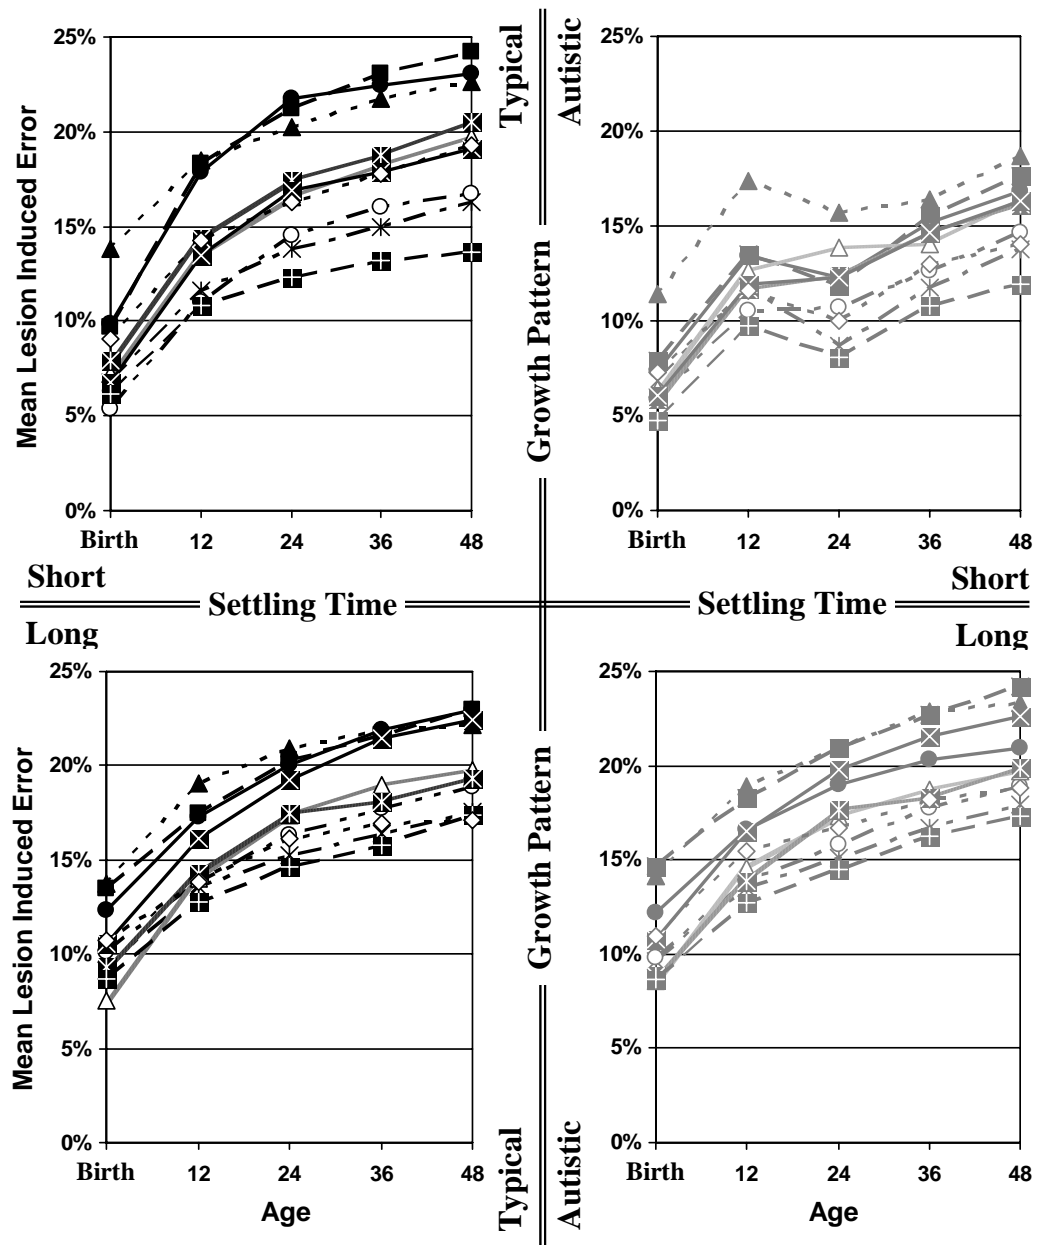 Typical
Autistic
Mean Lesion Induced Error
25%
20%
15%
10%
5%
0%
Birth
12
24
36
48
Growth Pattern
25%
20%
15%
10%
5%
0%
Birth
12
24
36
48
Short
Short
Settling Time
Settling Time
Long
Long
Mean Lesion Induced Error
25%
20%
15%
10%
5%
0%
Birth
12
24
36
48
Age
Growth Pattern
25%
20%
15%
10%
5%
0%
Birth
12
24
36
48
Age
Typical
Autistic